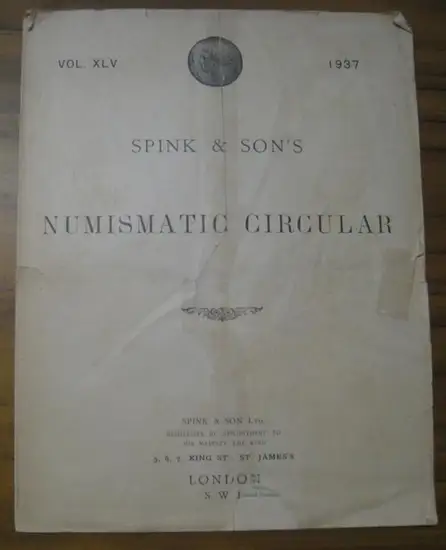 VOL. XLV
1937
SPINK & SON'S
NUMISMATIC CIRCULAR
SPINK & SON LTD.
MEDALLISTS BY APPOINTMENT TO
HIS MAJESTY THE KING
5, 6, 7, KING ST. ST. JAMES'S
LONDON
S W 1